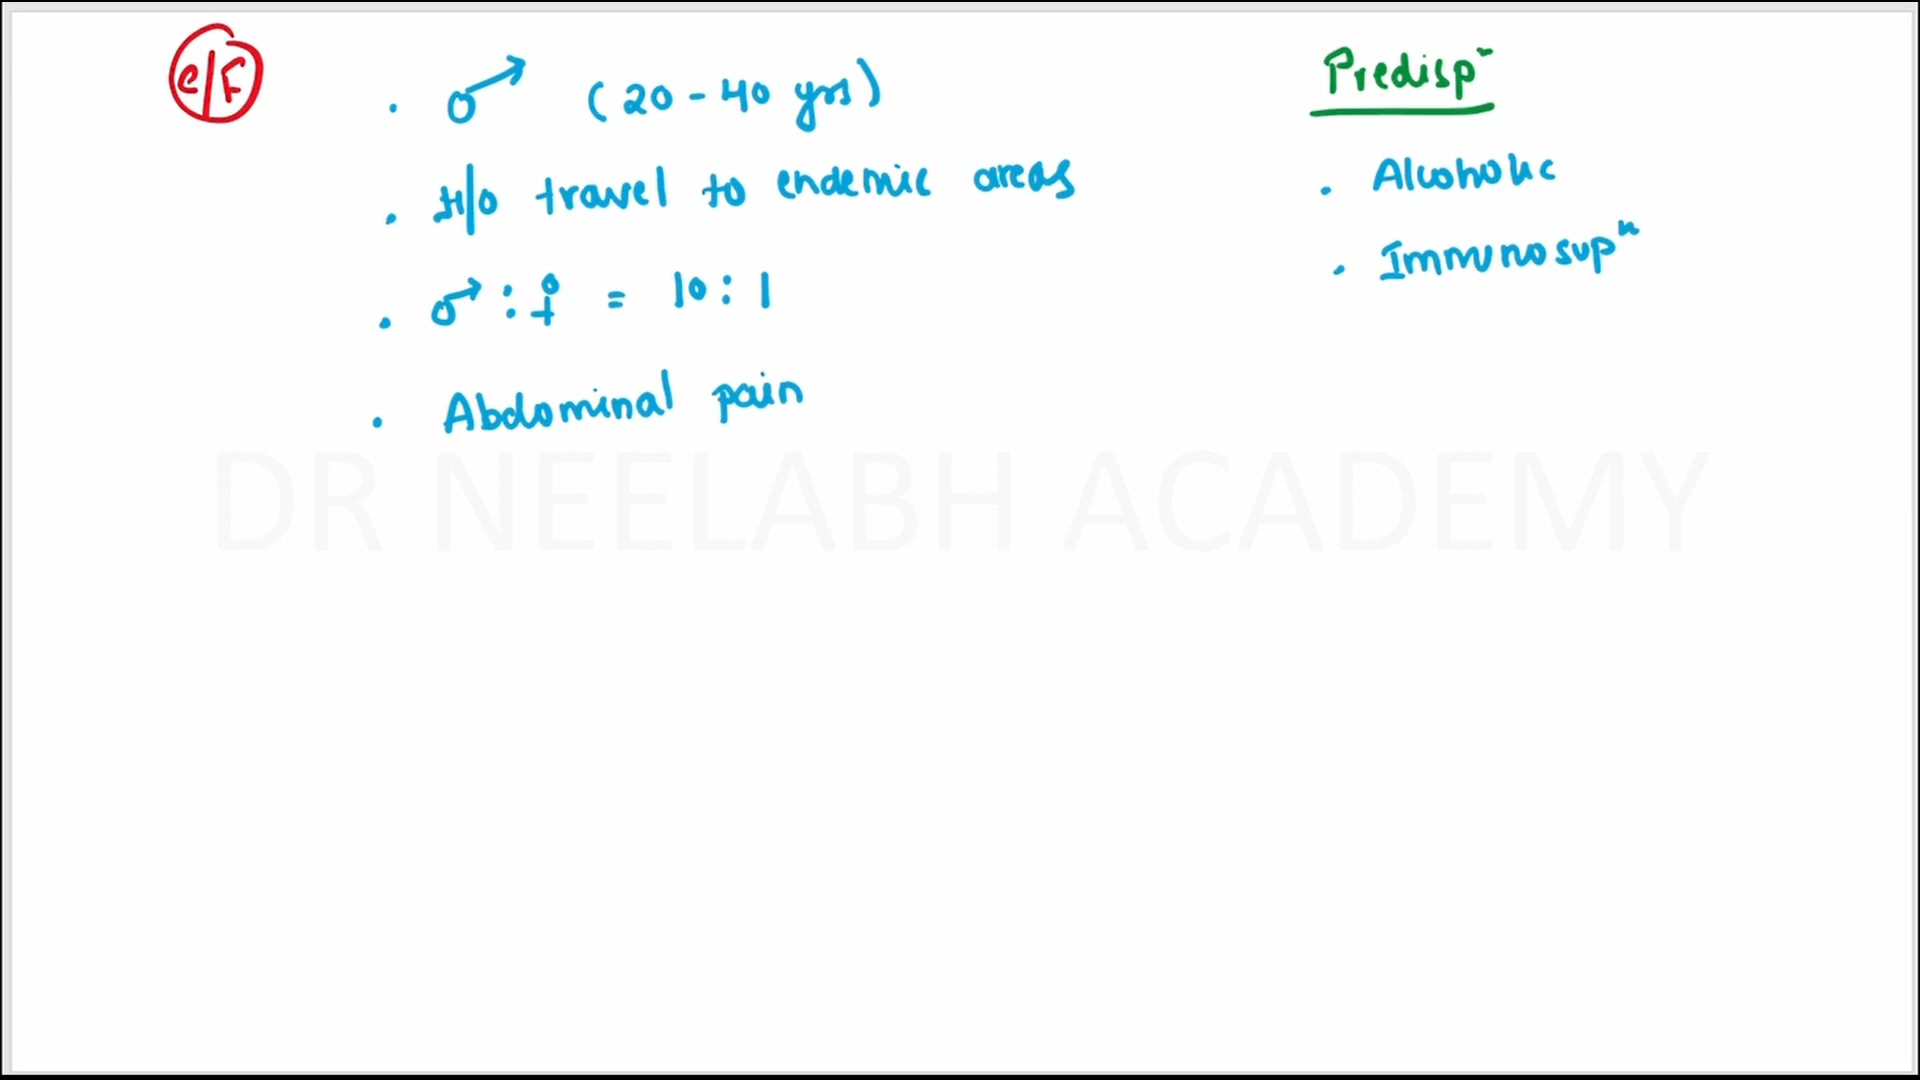 C/F
. ♂ (20-40 yrs)
. H/o travel to endemic areas
. ♂ : ♀ = 10 : 1
. Abdominal pain
Predispⁿ
. Alcoholic
. Immunosupⁿ
DR NEELABH ACADEMY